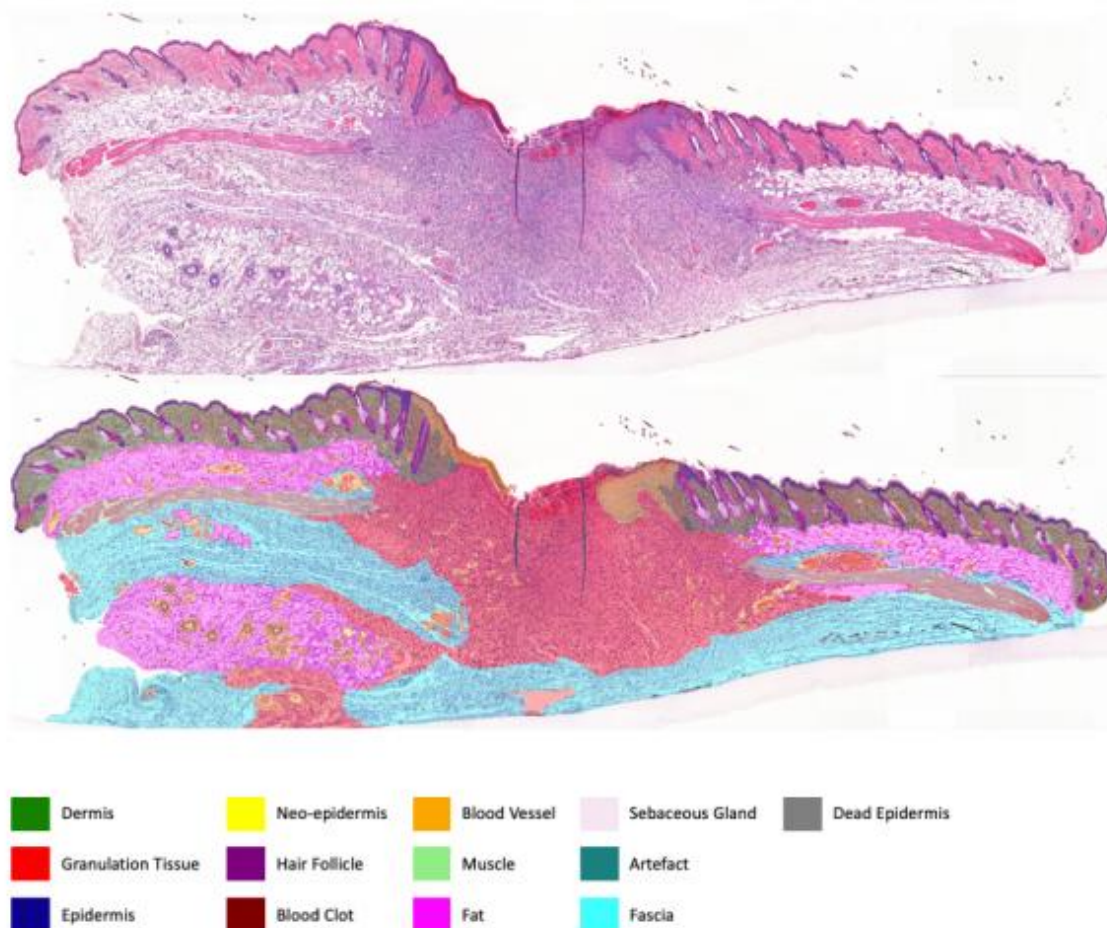 Dermis Neo-epidermis Blood Vessel Sebaceous Gland Dead Epidermis
Granulation Tissue Hair Follicle Muscle Artefact
Epidermis Blood Clot Fat Fascia